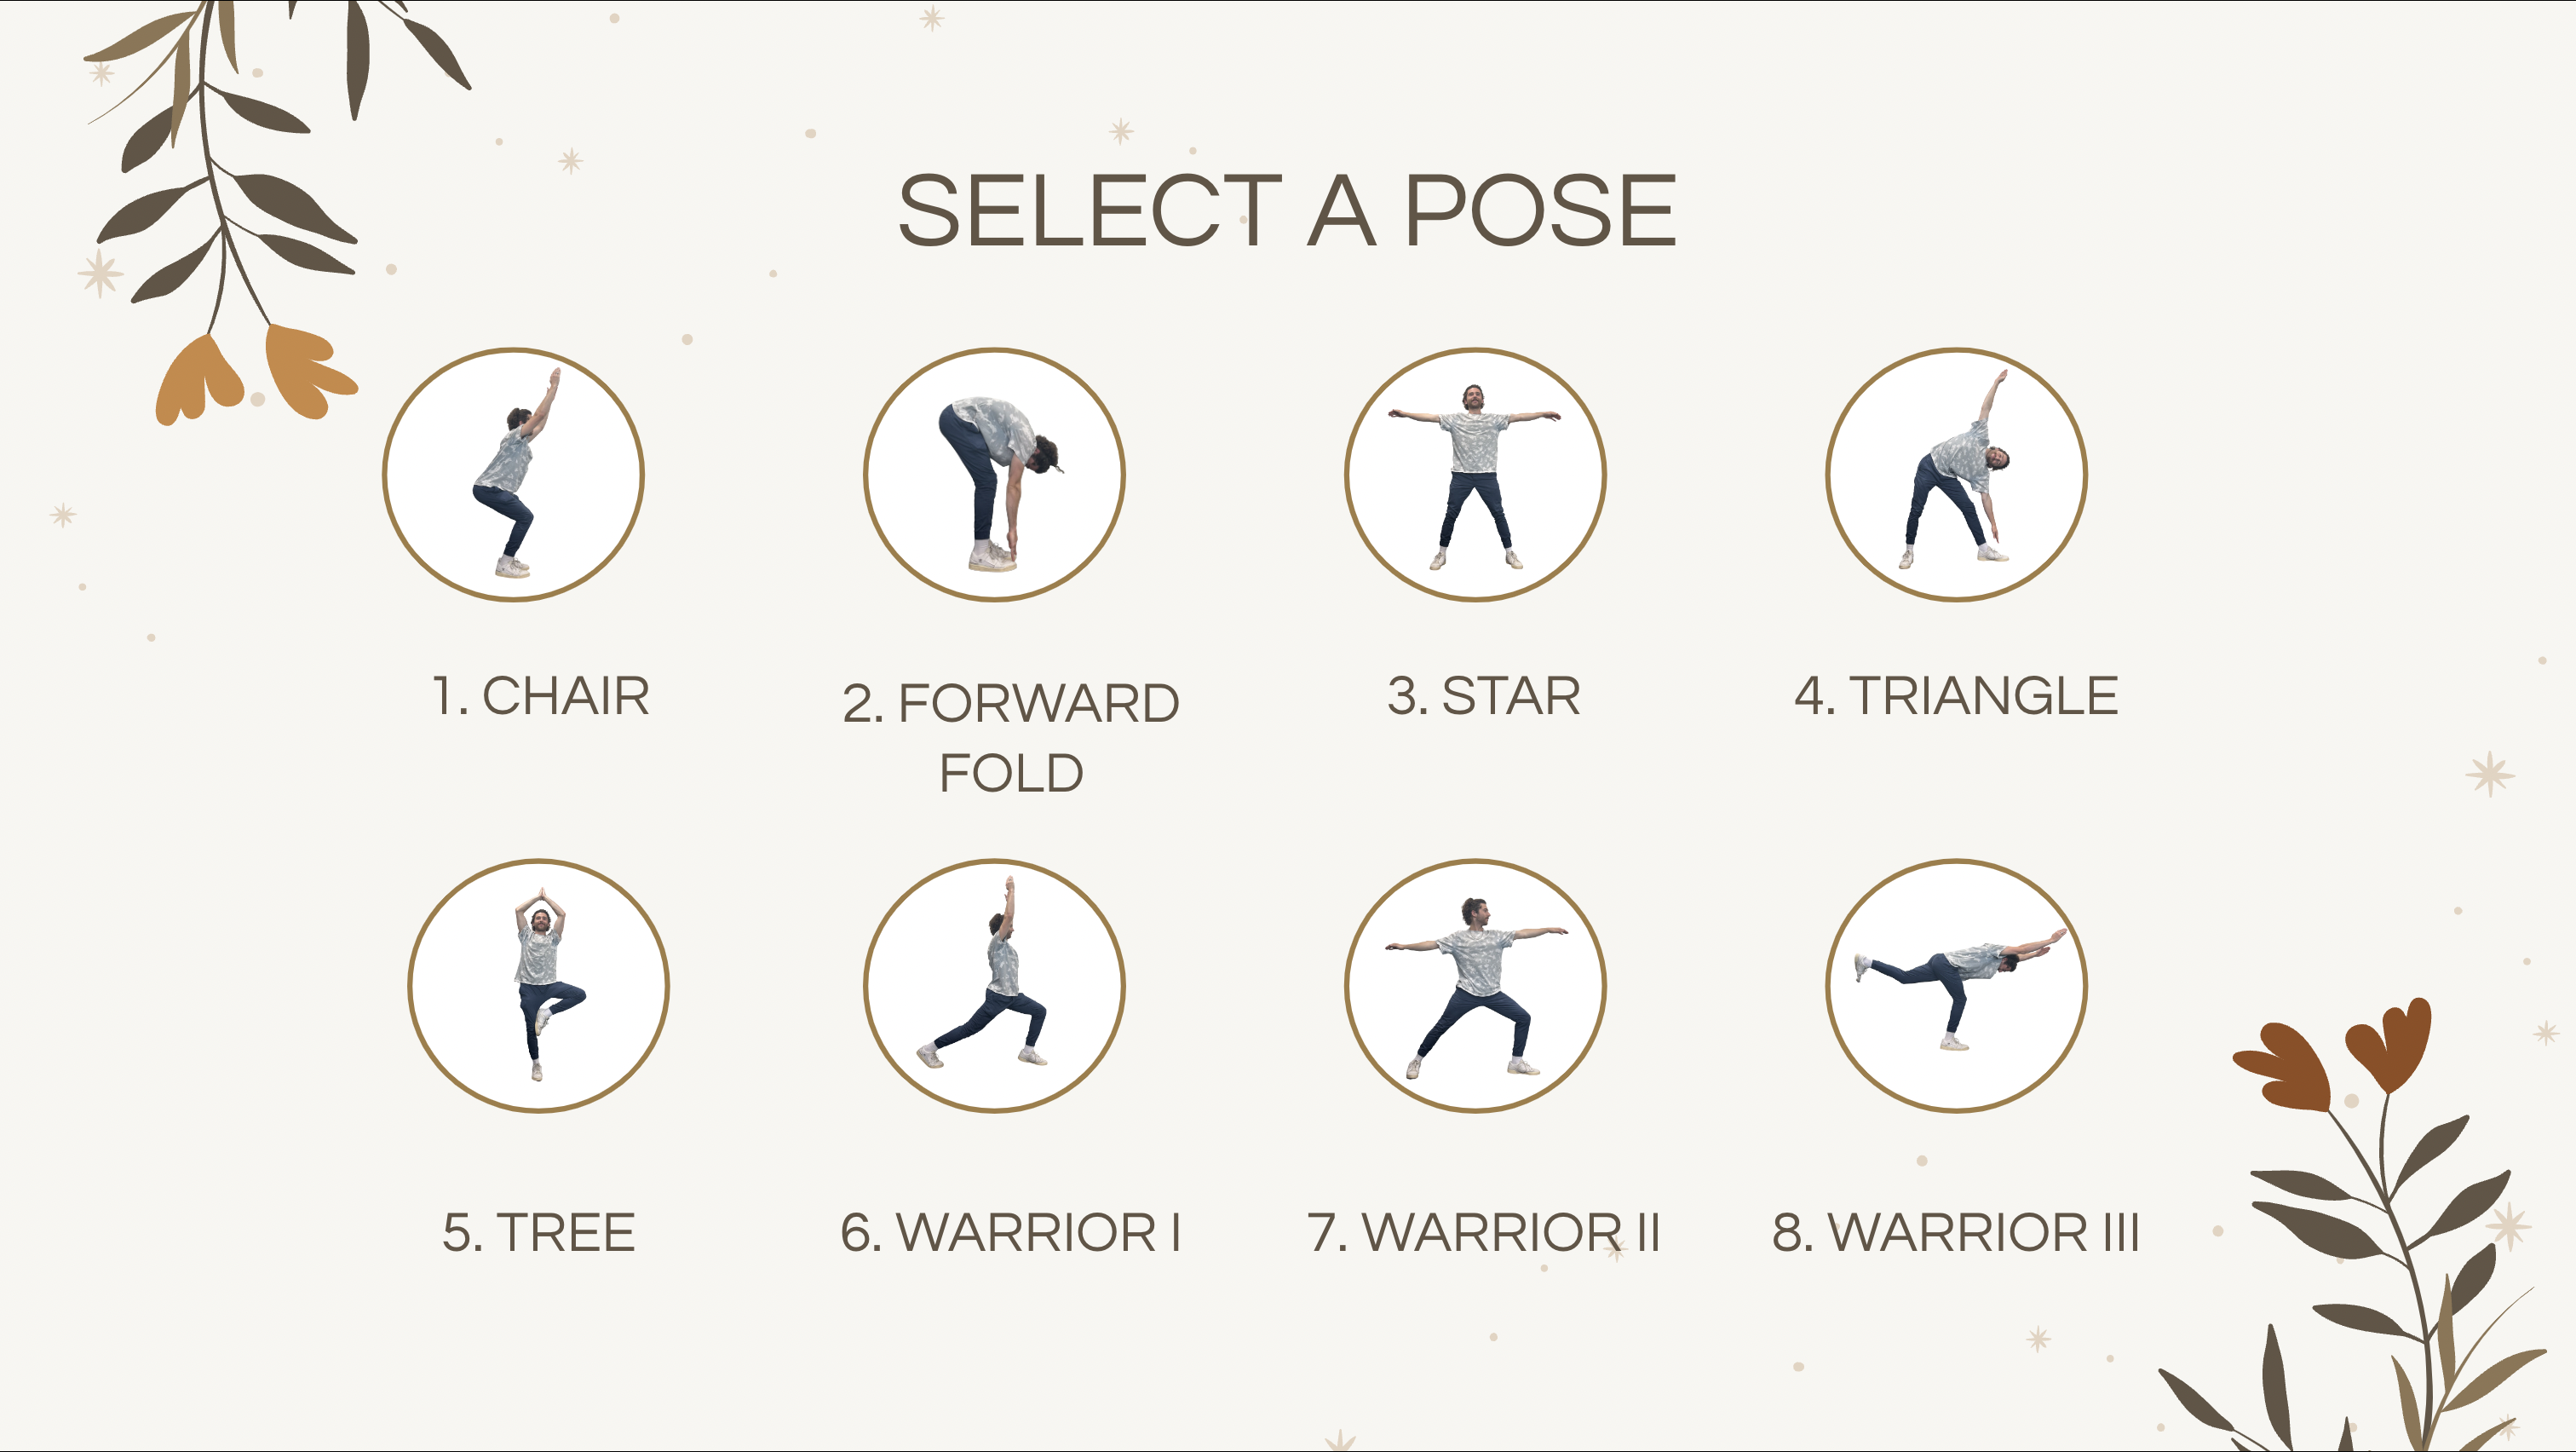 SELECT A POSE
1. CHAIR
2. FORWARD
FOLD
3. STAR
4. TRIANGLE
5. TREE
6. WARRIOR I
7. WARRIOR II
8. WARRIOR III